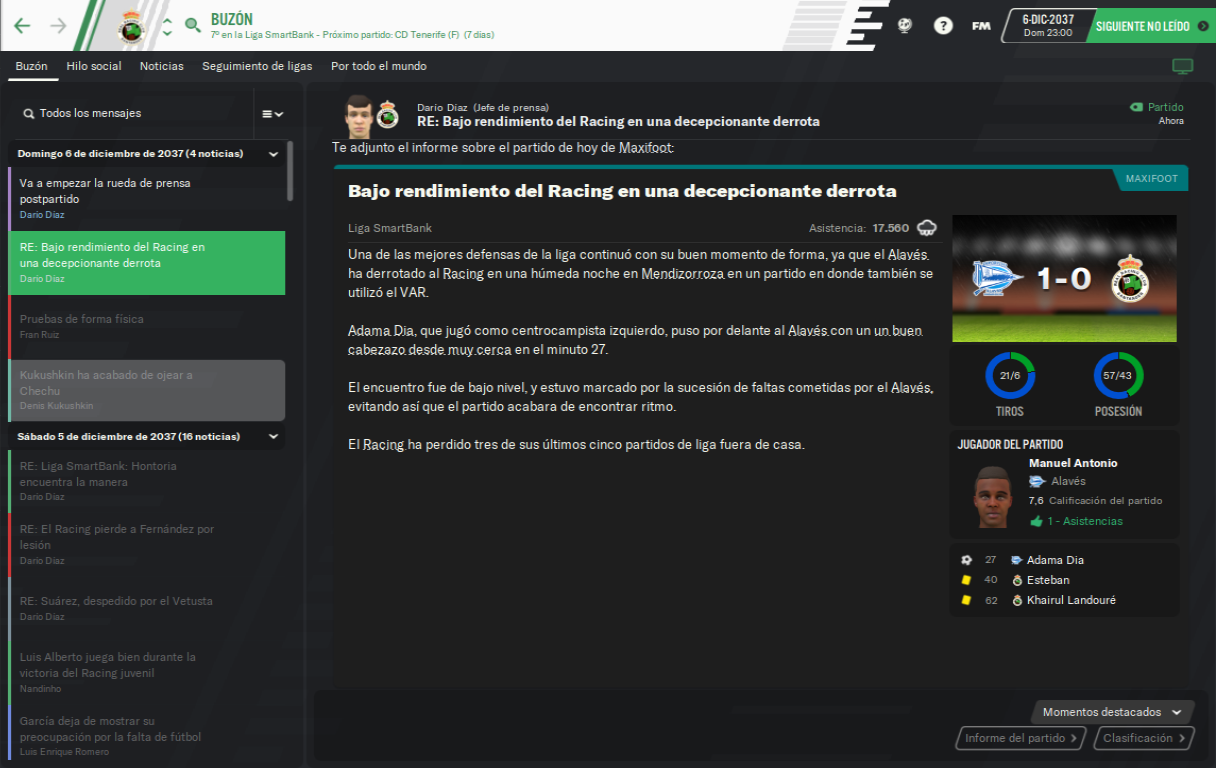 BUZÓN
7º en la Liga SmartBank - Próximo partido: CD Tenerife (F) (7 días)
FM
6-DIC-2037
Dom 23:00
SIGUIENTE NO LEÍDO
Buzón
Hilo social
Noticias
Seguimiento de ligas
Por todo el mundo
Todos los mensajes
Domingo 6 de diciembre de 2037 (4 noticias)
Va a empezar la rueda de prensa
postpartido
Darío Díaz
RE: Bajo rendimiento del Racing en
una decepcionante derrota
Darío Díaz
Pruebas de forma física
Fran Ruiz
Kukushkin ha acabado de ojear a
Chechu
Denis Kukushkin
Sábado 5 de diciembre de 2037 (16 noticias)
RE: Liga SmartBank: Hontoria
encuentra la manera
Darío Díaz
RE: El Racing pierde a Fernández por
lesión
Darío Díaz
RE: Suárez, despedido por el Vetusta
Darío Díaz
Luis Alberto juega bien durante la
victoria del Racing juvenil
Nandinho
García deja de mostrar su
preocupación por la falta de fútbol
Luis Enrique Romero
Darío Díaz (Jefe de prensa)
RE: Bajo rendimiento del Racing en una decepcionante derrota
Partido
Ahora
Te adjunto el informe sobre el partido de hoy de Maxifoot:
MAXIFOOT
Bajo rendimiento del Racing en una decepcionante derrota
Liga SmartBank
Asistencia: 17.560
Una de las mejores defensas de la liga continuó con su buen momento de forma, ya que el Alavés
ha derrotado al Racing en una húmeda noche en Mendizorroza en un partido en donde también se
utilizó el VAR.
Adama Dia, que jugó como centrocampista izquierdo, puso por delante al Alavés con un un buen
cabezazo desde muy cerca en el minuto 27.
El encuentro fue de bajo nivel, y estuvo marcado por la sucesión de faltas cometidas por el Alavés,
evitando así que el partido acabara de encontrar ritmo.
El Racing ha perdido tres de sus últimos cinco partidos de liga fuera de casa.
1-0
21/6
TIROS
57/43
POSESIÓN
JUGADOR DEL PARTIDO
Manuel Antonio
Alavés
7,6 Calificación del partido
1 - Asistencias
27 Adama Dia
40 Esteban
62 Khairul Landouré
Momentos destacados
Informe del partido
Clasificación